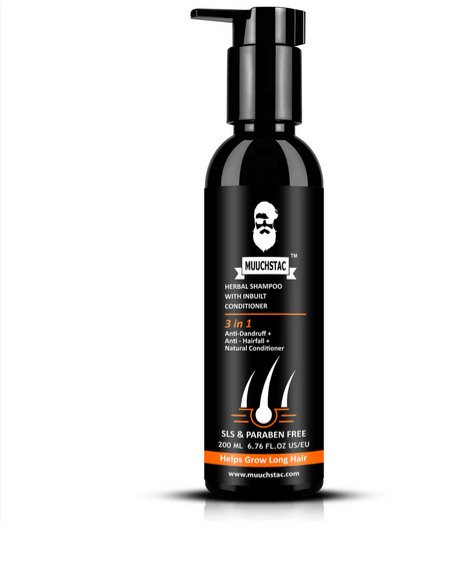 TM
MUUCHSTAC
HERBAL SHAMPOO
WITH INBUILT
CONDITIONER
3 in 1
Anti-Dandruff +
Anti - Hairfall +
Natural Conditioner
SLS & PARABEN FREE
200 ML 6.76 FL.OZ US/EU
Helps Grow Long Hair
www.muuchstac.com